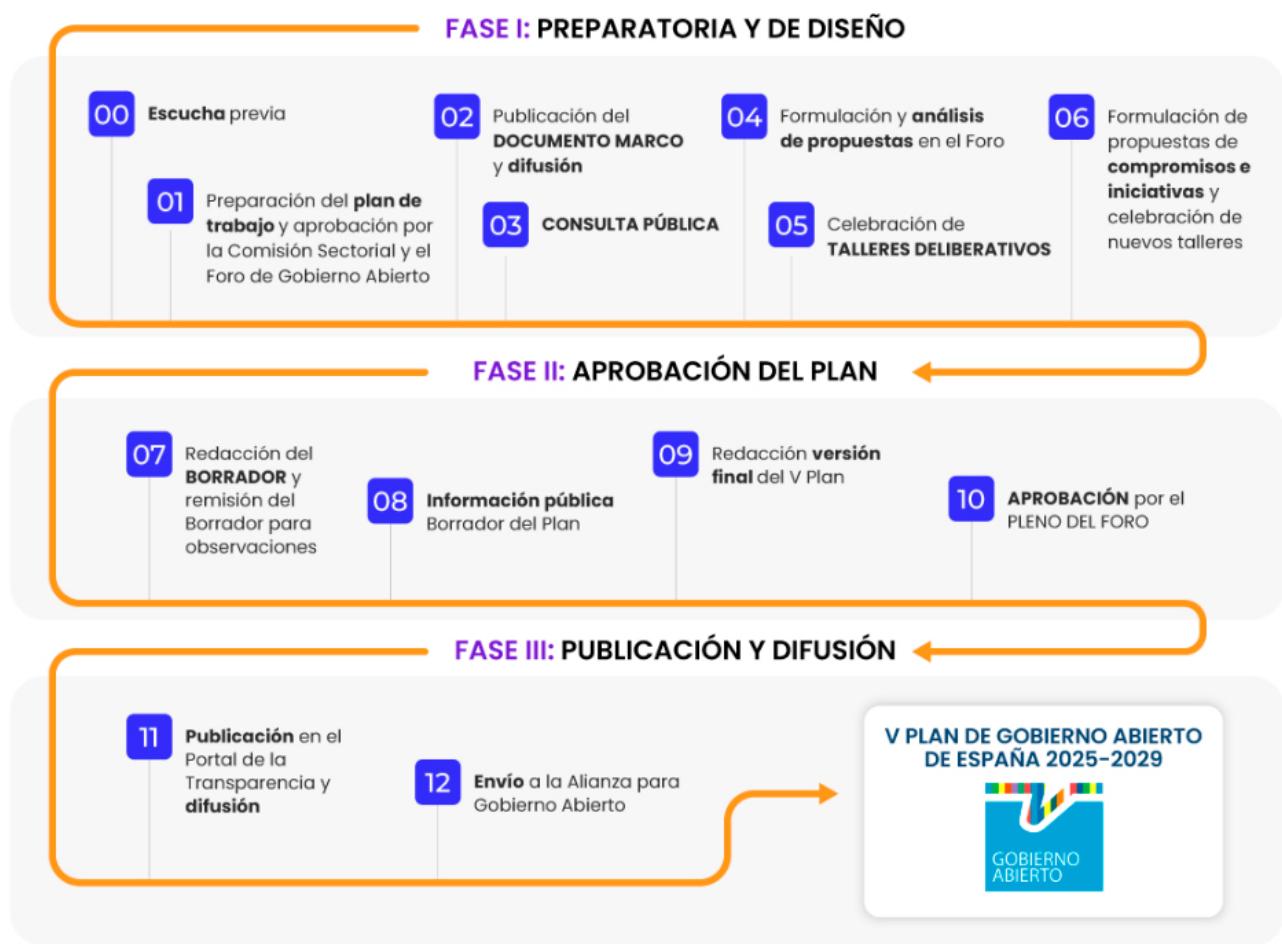 FASE I: PREPARATORIA Y DE DISEÑO
00
Escucha previa
01
Preparación del plan de
trabajo y aprobación por
la Comisión Sectorial y el
Foro de Gobierno Abierto
02
Publicación del
DOCUMENTO MARCO
y difusión
03
CONSULTA PÚBLICA
04
Formulación y análisis
de propuestas en el Foro
05
Celebración de
TALLERES DELIBERATIVOS
06
Formulación de
propuestas de
compromisos e
iniciativas y
celebración de
nuevos talleres
FASE II: APROBACIÓN DEL PLAN
07
Redacción del
BORRADOR y
remisión del
Borrador para
observaciones
08
Información pública
Borrador del Plan
09
Redacción versión
final del V Plan
10
APROBACIÓN por el
PLENO DEL FORO
FASE III: PUBLICACIÓN Y DIFUSIÓN
11
Publicación en el
Portal de la
Transparencia y
difusión
12
Envío a la Alianza para
Gobierno Abierto
V PLAN DE GOBIERNO ABIERTO
DE ESPAÑA 2025-2029
GOBIERNO
ABIERTO